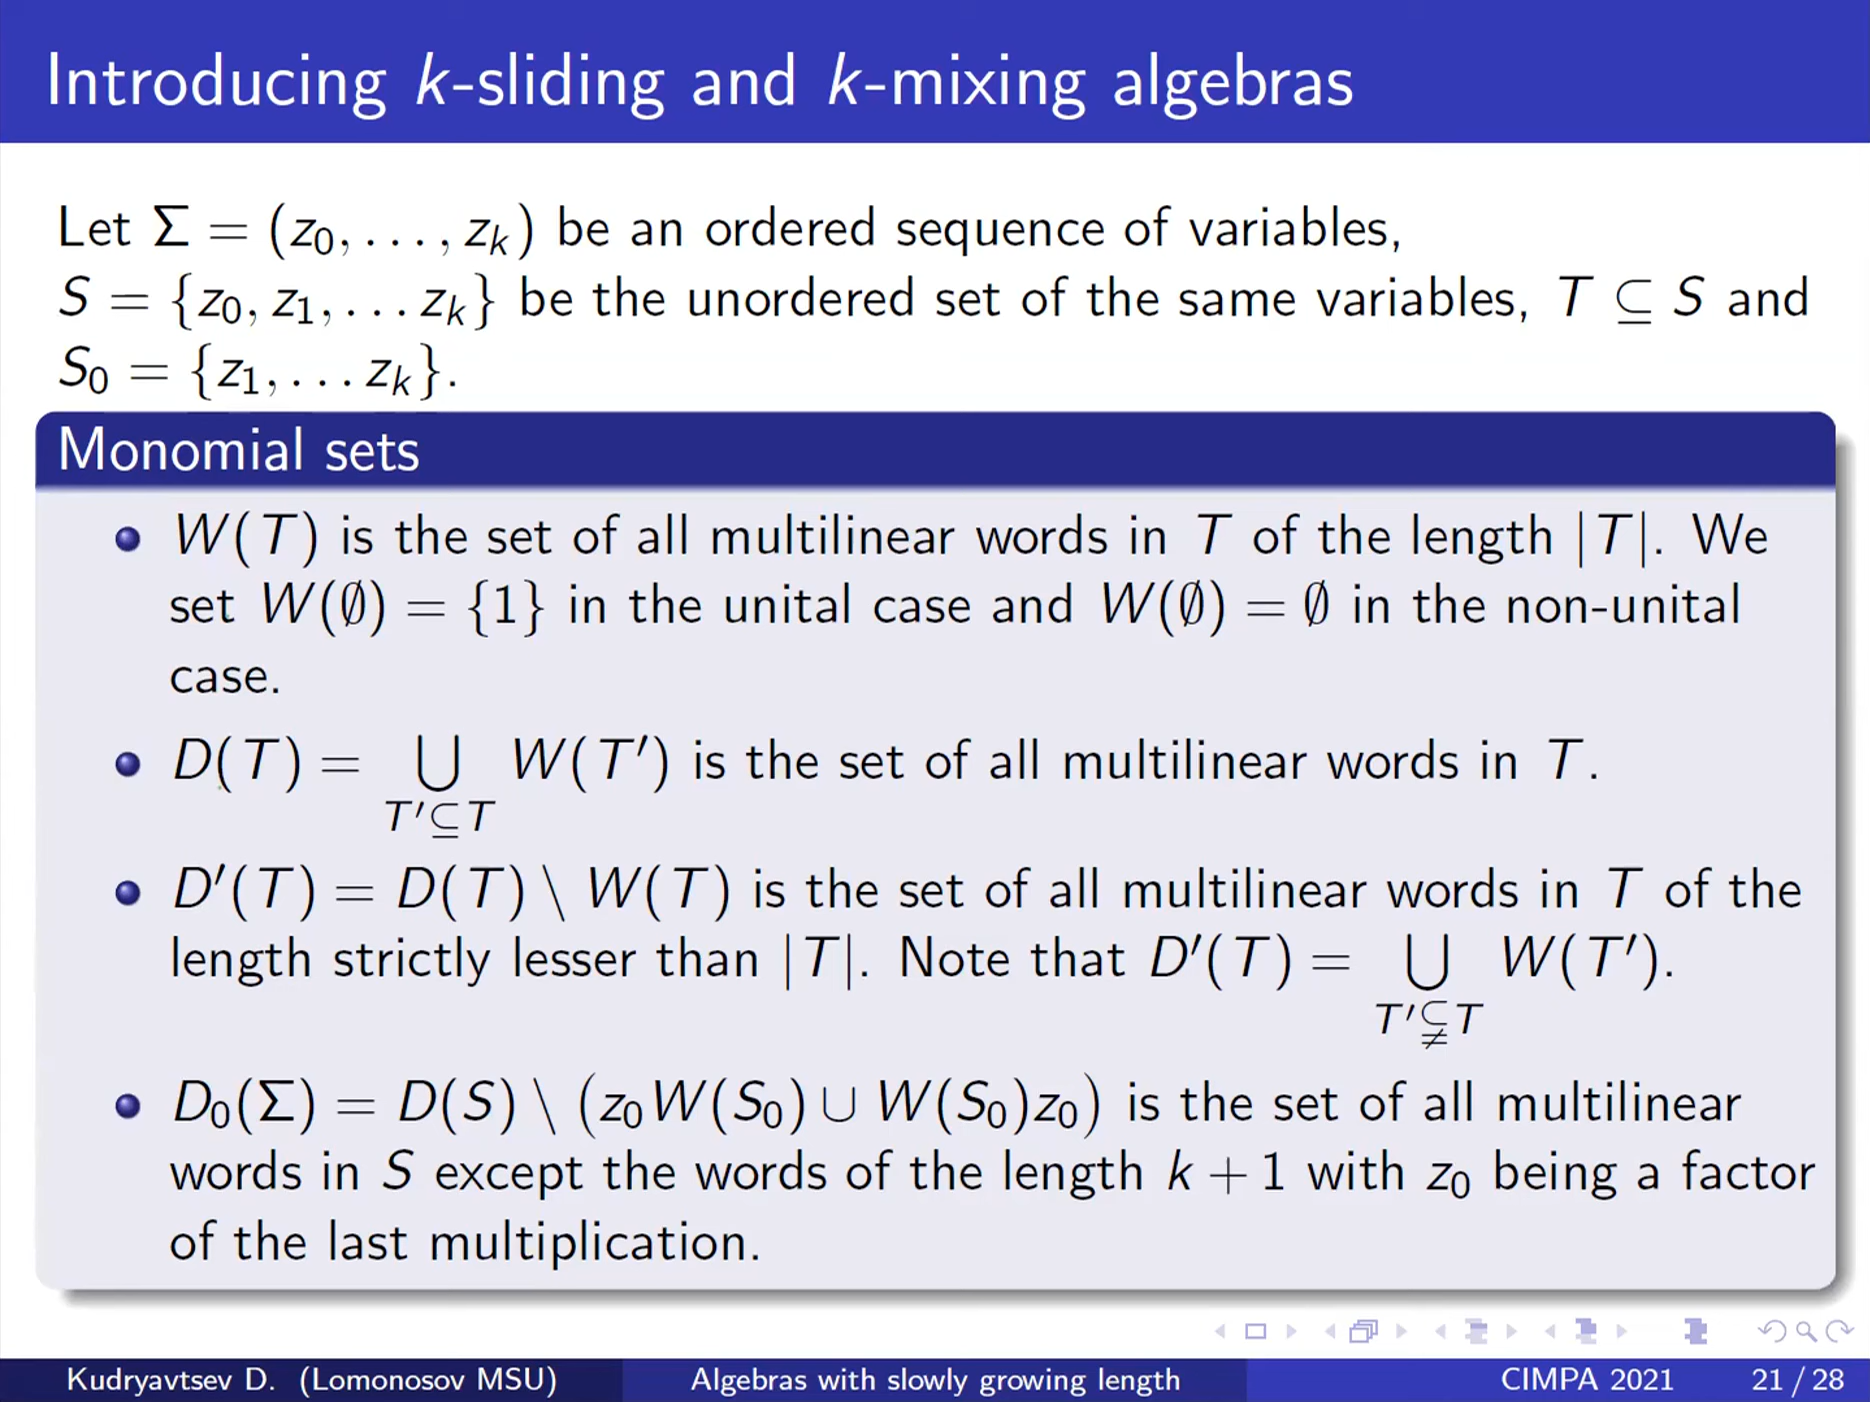 Introducing k-sliding and k-mixing algebras
Let Σ = (z₀, . . . , zₖ) be an ordered sequence of variables,
S = {z₀, z₁, . . . zₖ} be the unordered set of the same variables, T ⊆ S and
S₀ = {z₁, . . . zₖ}.
Monomial sets
W(T) is the set of all multilinear words in T of the length |T|. We
set W(∅) = {1} in the unital case and W(∅) = ∅ in the non-unital
case.
D(T) = ⋃ W(T′) is the set of all multilinear words in T.
T′⊆T
D′(T) = D(T) \ W(T) is the set of all multilinear words in T of the
length strictly lesser than |T|. Note that D′(T) = ⋃ W(T′).
T′⊊T
D₀(Σ) = D(S) \ (z₀W(S₀) ∪ W(S₀)z₀) is the set of all multilinear
words in S except the words of the length k + 1 with z₀ being a factor
of the last multiplication.
Kudryavtsev D. (Lomonosov MSU) Algebras with slowly growing length CIMPA 2021 21 / 28